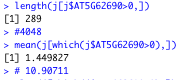 > length(j[j$AT5G62690>0,])
[1] 289
> #4048
> mean(j[which(j$AT5G62690>0),]
[1] 1.449827
> # 10.90711